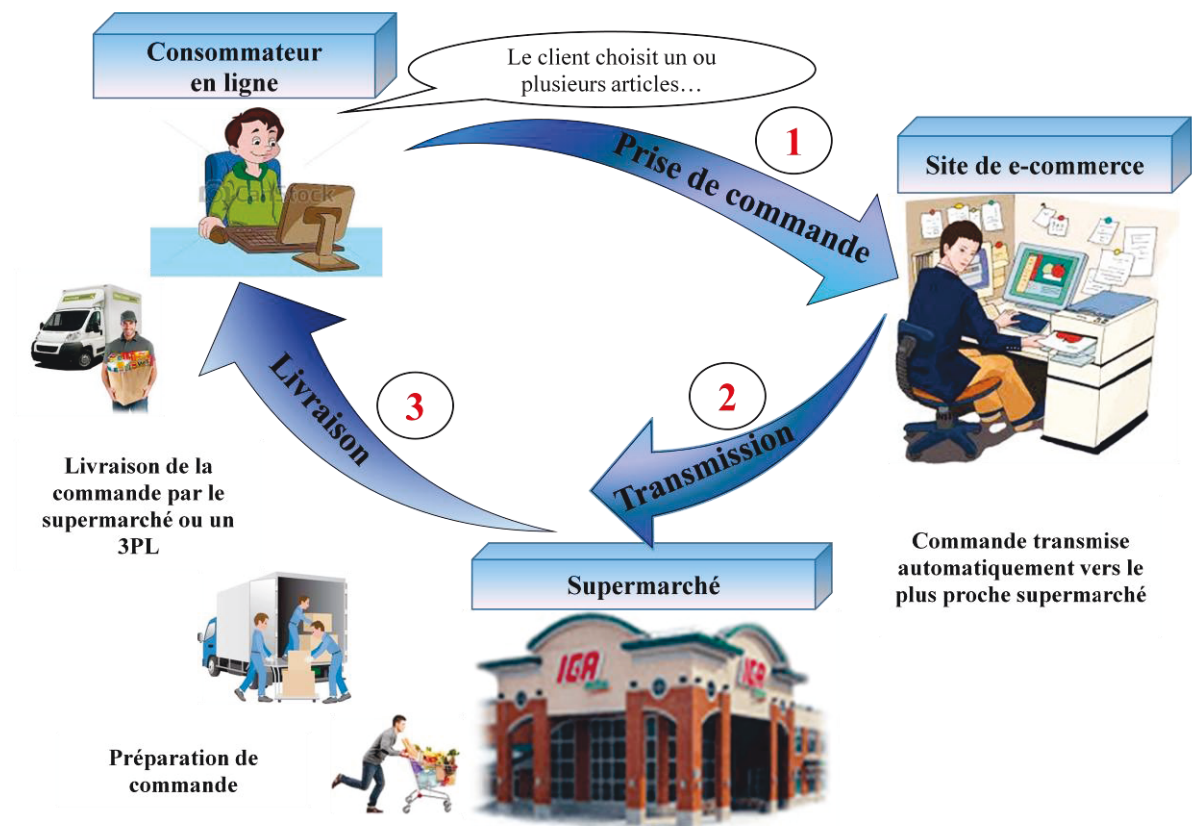 Consommateur
en ligne
Le client choisit un ou
plusieurs articles…
1
Prise de commande
Site de e-commerce
CanStock
2
Transmission
3
Livraison
Livraison de la
commande par le
supermarché ou un
3PL
Commande transmise
automatiquement vers le
plus proche supermarché
Supermarché
IGA
IGA
Préparation de
commande